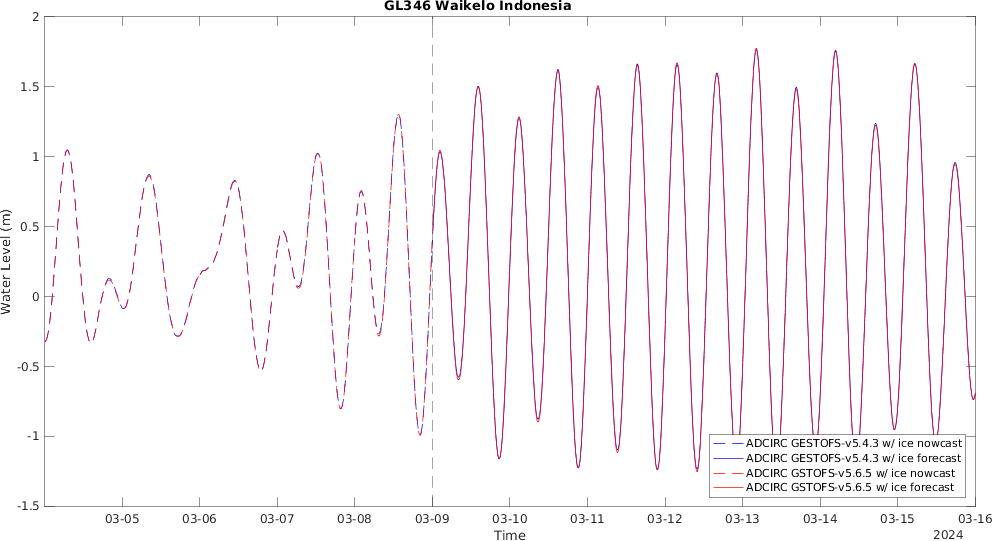 GL346 Waikelo Indonesia
2
1.5
1
0.5
0
-0.5
-1
-1.5
Water Level (m)
ADCIRC GESTOFS-v5.4.3 w/ ice nowcast
ADCIRC GESTOFS-v5.4.3 w/ ice forecast
ADCIRC GSTOFS-v5.6.5 w/ ice nowcast
ADCIRC GSTOFS-v5.6.5 w/ ice forecast
03-05 03-06 03-07 03-08 03-09 03-10 03-11 03-12 03-13 03-14 03-15 03-16
Time
2024